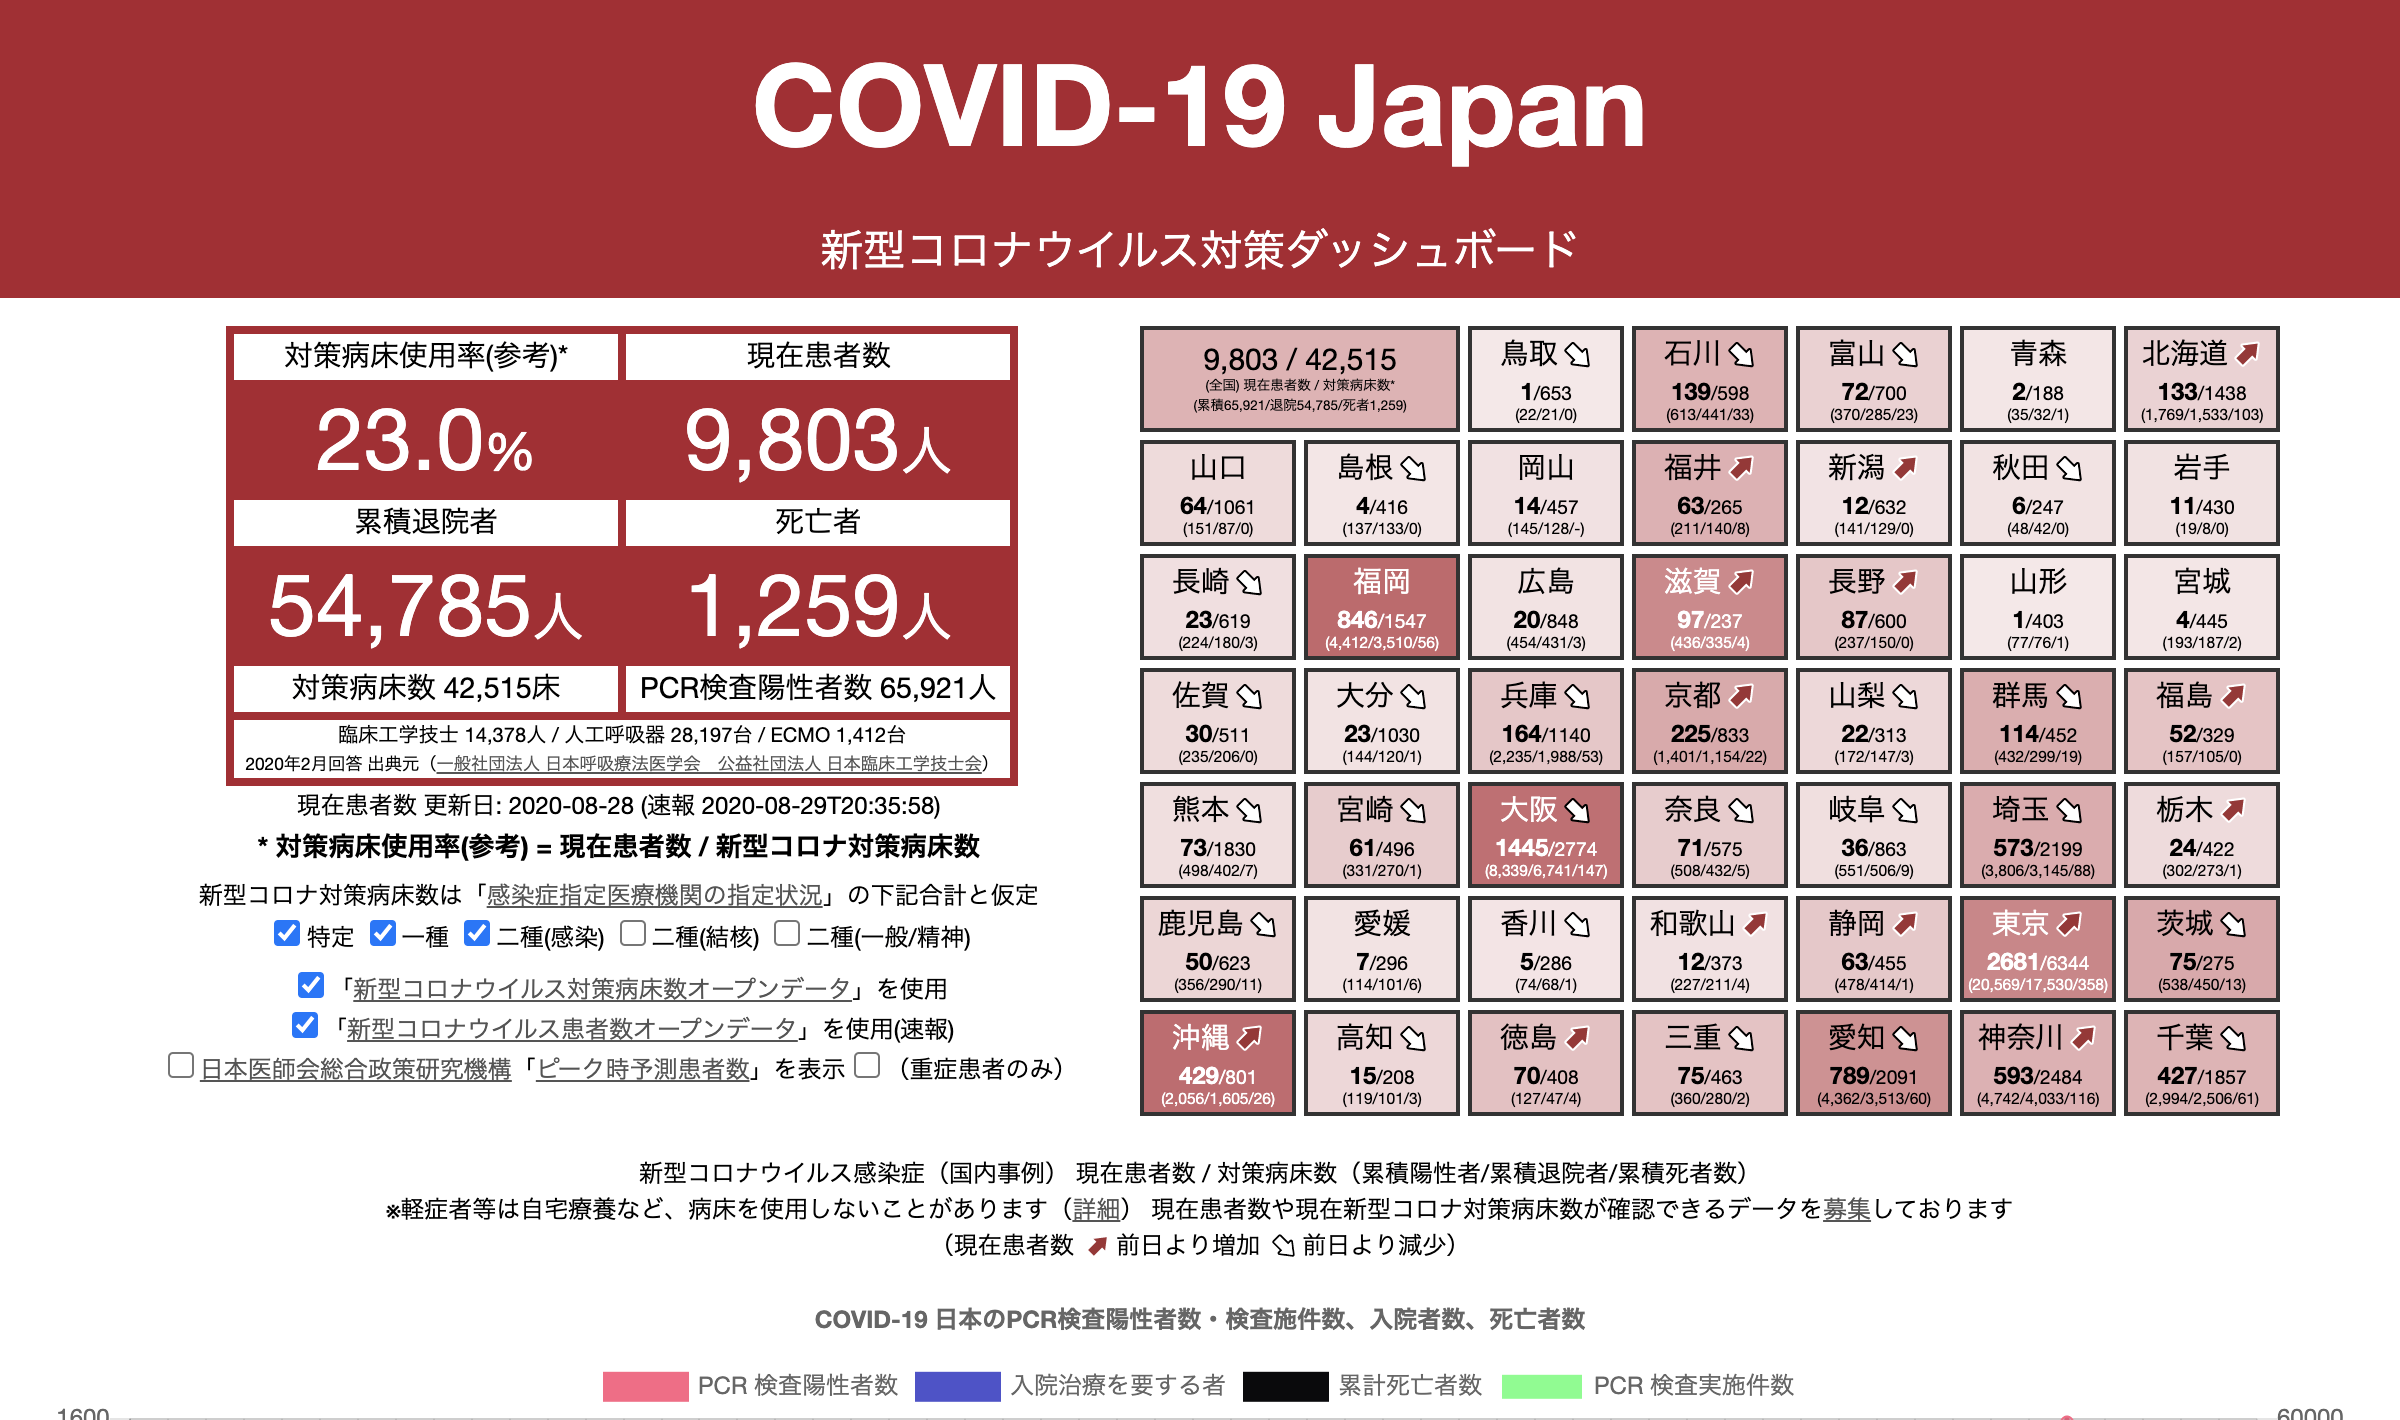 COVID-19 Japan
新型コロナウイルス対策ダッシュボード
対策病床使用率(参考)* 現在患者数
23.0% 9,803人
累積退院者 死亡者
54,785人 1,259人
対策病床数 42,515床 PCR検査陽性者数 65,921人
臨床工学技士 14,378人 / 人工呼吸器 28,197台 / ECMO 1,412台
2020年2月回答 出典元（一般社団法人 日本呼吸療法医学会　公益社団法人 日本臨床工学技士会）
現在患者数 更新日: 2020-08-28 (速報 2020-08-29T20:35:58)
* 対策病床使用率(参考) = 現在患者数 / 新型コロナ対策病床数
新型コロナ対策病床数は「感染症指定医療機関の指定状況」の下記合計と仮定
特定 一種 二種(感染) 二種(結核) 二種(一般/精神)
「新型コロナウイルス対策病床数オープンデータ」を使用
「新型コロナウイルス患者数オープンデータ」を使用(速報)
日本医師会総合政策研究機構「ピーク時予測患者数」を表示 （重症患者のみ）
9,803 / 42,515
(全国) 現在患者数 / 対策病床数*
(累積65,921/退院54,785/死者1,259)
鳥取
1/653
(22/21/0)
石川
139/598
(613/441/33)
富山
72/700
(370/285/23)
青森
2/188
(35/32/1)
北海道
133/1438
(1,769/1,533/103)
山口
64/1061
(151/87/0)
島根
4/416
(137/133/0)
岡山
14/457
(145/128/-)
福井
63/265
(211/140/8)
新潟
12/632
(141/129/0)
秋田
6/247
(48/42/0)
岩手
11/430
(19/8/0)
長崎
23/619
(224/180/3)
福岡
846/1547
(4,412/3,510/56)
広島
20/848
(454/431/3)
滋賀
97/237
(436/335/4)
長野
87/600
(237/150/0)
山形
1/403
(77/76/1)
宮城
4/445
(193/187/2)
佐賀
30/511
(235/206/0)
大分
23/1030
(144/120/1)
兵庫
164/1140
(2,235/1,988/53)
京都
225/833
(1,401/1,154/22)
山梨
22/313
(172/147/3)
群馬
114/452
(432/299/19)
福島
52/329
(157/105/0)
熊本
73/1830
(498/402/7)
宮崎
61/496
(331/270/1)
大阪
1445/2774
(8,339/6,741/147)
奈良
71/575
(508/432/5)
岐阜
36/863
(551/506/9)
埼玉
573/2199
(3,806/3,145/88)
栃木
24/422
(302/273/1)
鹿児島
50/623
(356/290/11)
愛媛
7/296
(114/101/6)
香川
5/286
(74/68/1)
和歌山
12/373
(227/211/4)
静岡
63/455
(478/414/1)
東京
2681/6344
(20,569/17,530/358)
茨城
75/275
(538/450/13)
沖縄
429/801
(2,056/1,605/26)
高知
15/208
(119/101/3)
徳島
70/408
(127/47/4)
三重
75/463
(360/280/2)
愛知
789/2091
(4,362/3,513/60)
神奈川
593/2484
(4,742/4,033/116)
千葉
427/1857
(2,994/2,506/61)
新型コロナウイルス感染症（国内事例） 現在患者数 / 対策病床数（累積陽性者/累積退院者/累積死者数）
※軽症者等は自宅療養など、病床を使用しないことがあります（詳細） 現在患者数や現在新型コロナ対策病床数が確認できるデータを募集しております
（現在患者数 前日より増加 前日より減少）
COVID-19 日本のPCR検査陽性者数・検査施件数、入院者数、死亡者数
PCR 検査陽性者数 入院治療を要する者 累計死亡者数 PCR 検査実施件数
1600 60000